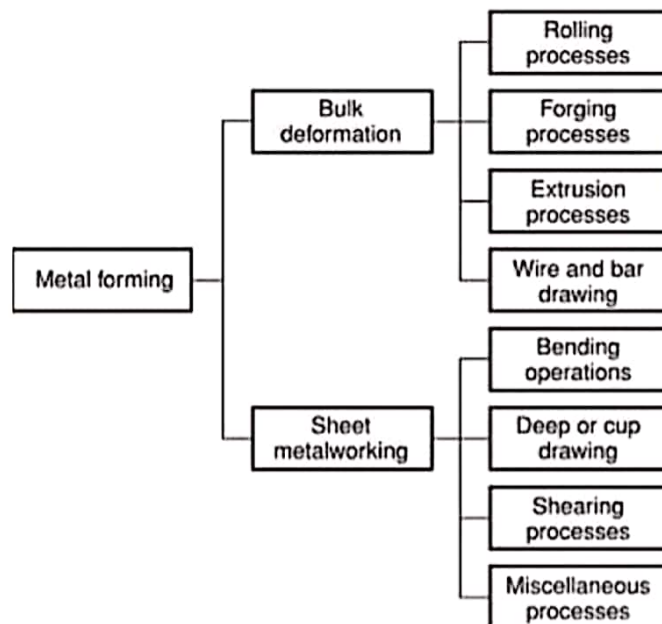 Rolling
processes
Bulk
deformation
Forging
processes
Extrusion
processes
Metal forming
Wire and bar
drawing
Bending
operations
Sheet
metalworking
Deep or cup
drawing
Shearing
processes
Miscellaneous
processes